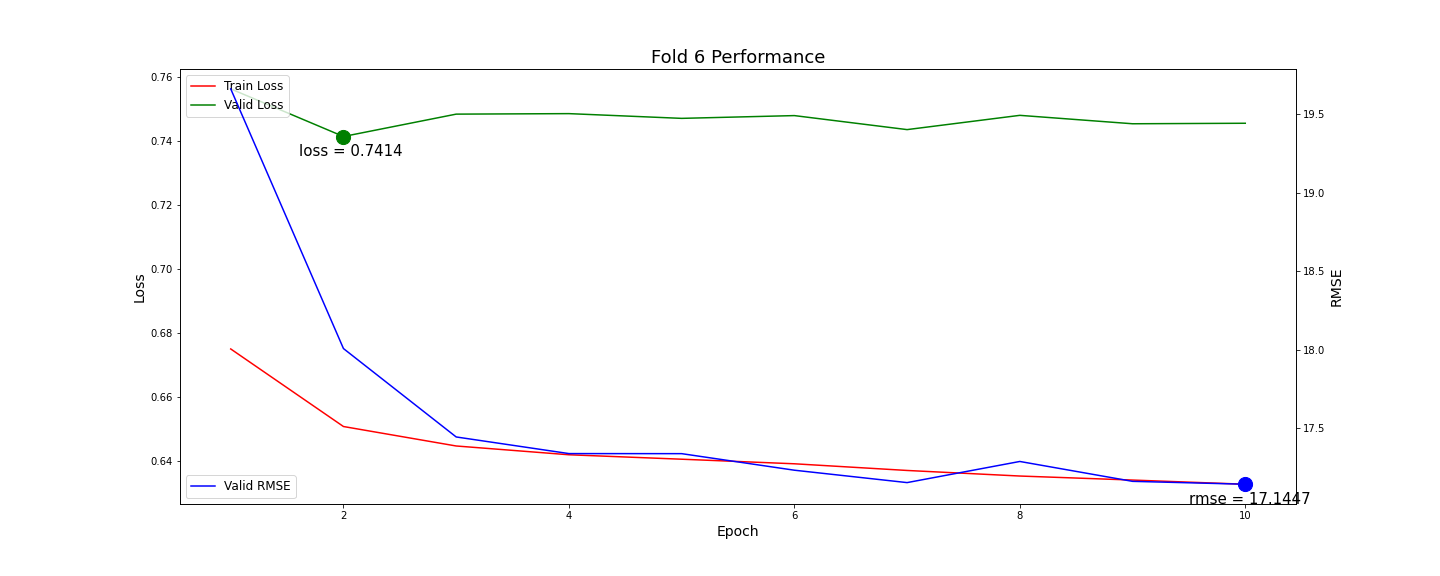 Fold 6 Performance
0.76
0.74
0.72
0.70
0.68
0.66
0.64
Loss
Train Loss
Valid Loss
loss = 0.7414
Valid RMSE
rmse = 17.1447
19.5
19.0
18.5
18.0
17.5
RMSE
2
4
6
8
10
Epoch